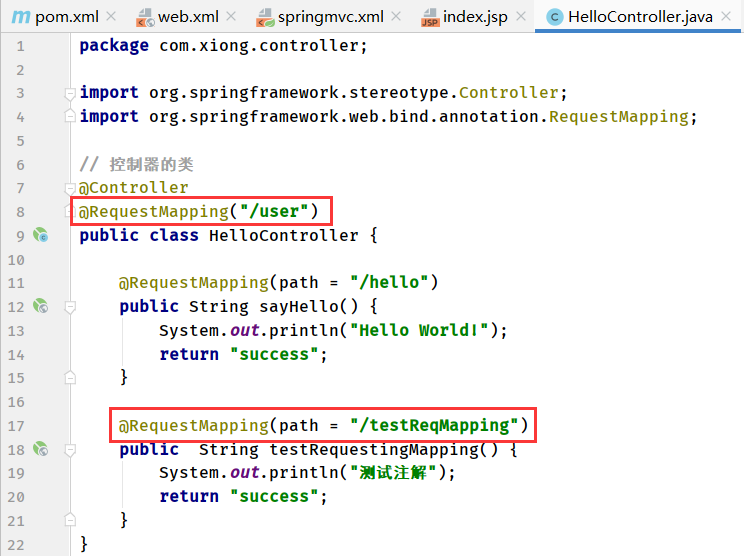 pom.xml web.xml springmvc.xml index.jsp HelloController.java
1 package com.xiong.controller;
2
3 import org.springframework.stereotype.Controller;
4 import org.springframework.web.bind.annotation.RequestMapping;
5
6 // 控制器的类
7 @Controller
8 @RequestMapping("/user")
9 public class HelloController {
10
11 @RequestMapping(path = "/hello")
12 public String sayHello() {
13 System.out.println("Hello World!");
14 return "success";
15 }
16
17 @RequestMapping(path = "/testReqMapping")
18 public  String testRequestingMapping() {
19 System.out.println("测试注解");
20 return "success";
21 }
22 }